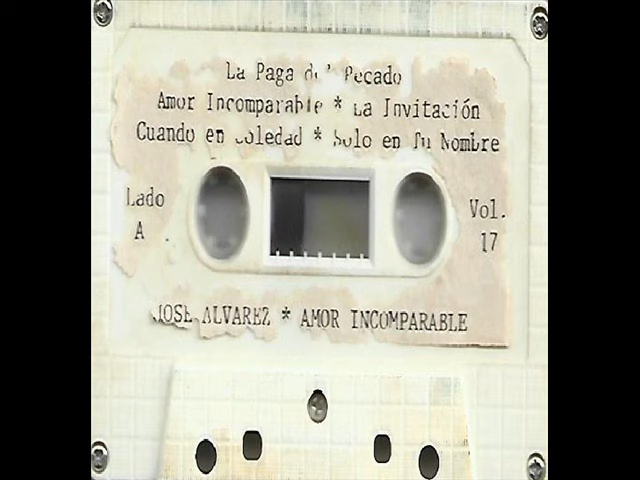 La Paga del Pecado
Amor Incomparable * La Invitación
Cuando en Soledad * Solo en Tu Nombre
Lado
A
Vol.
17
JOSE ALVAREZ * AMOR INCOMPARABLE